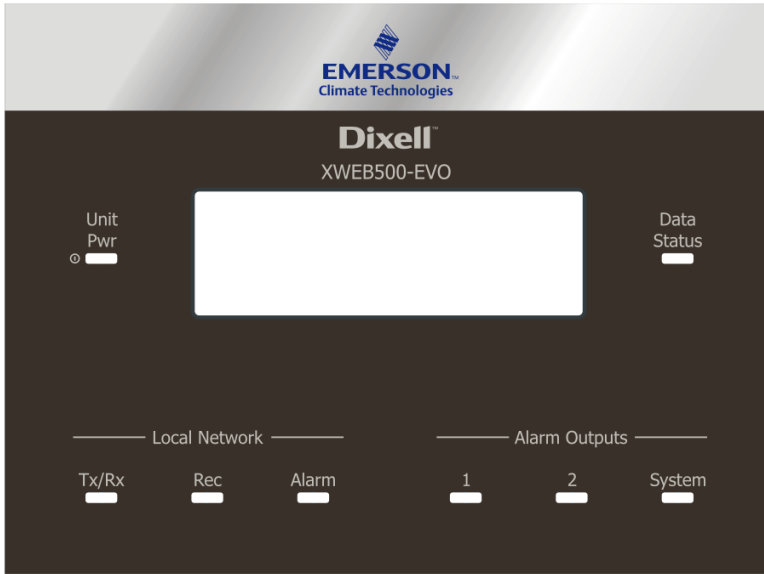 EMERSON™
Climate Technologies
Dixell™
XWEB500-EVO
Unit
Pwr
Data
Status
Local Network
Alarm Outputs
Tx/Rx
Rec
Alarm
1
2
System